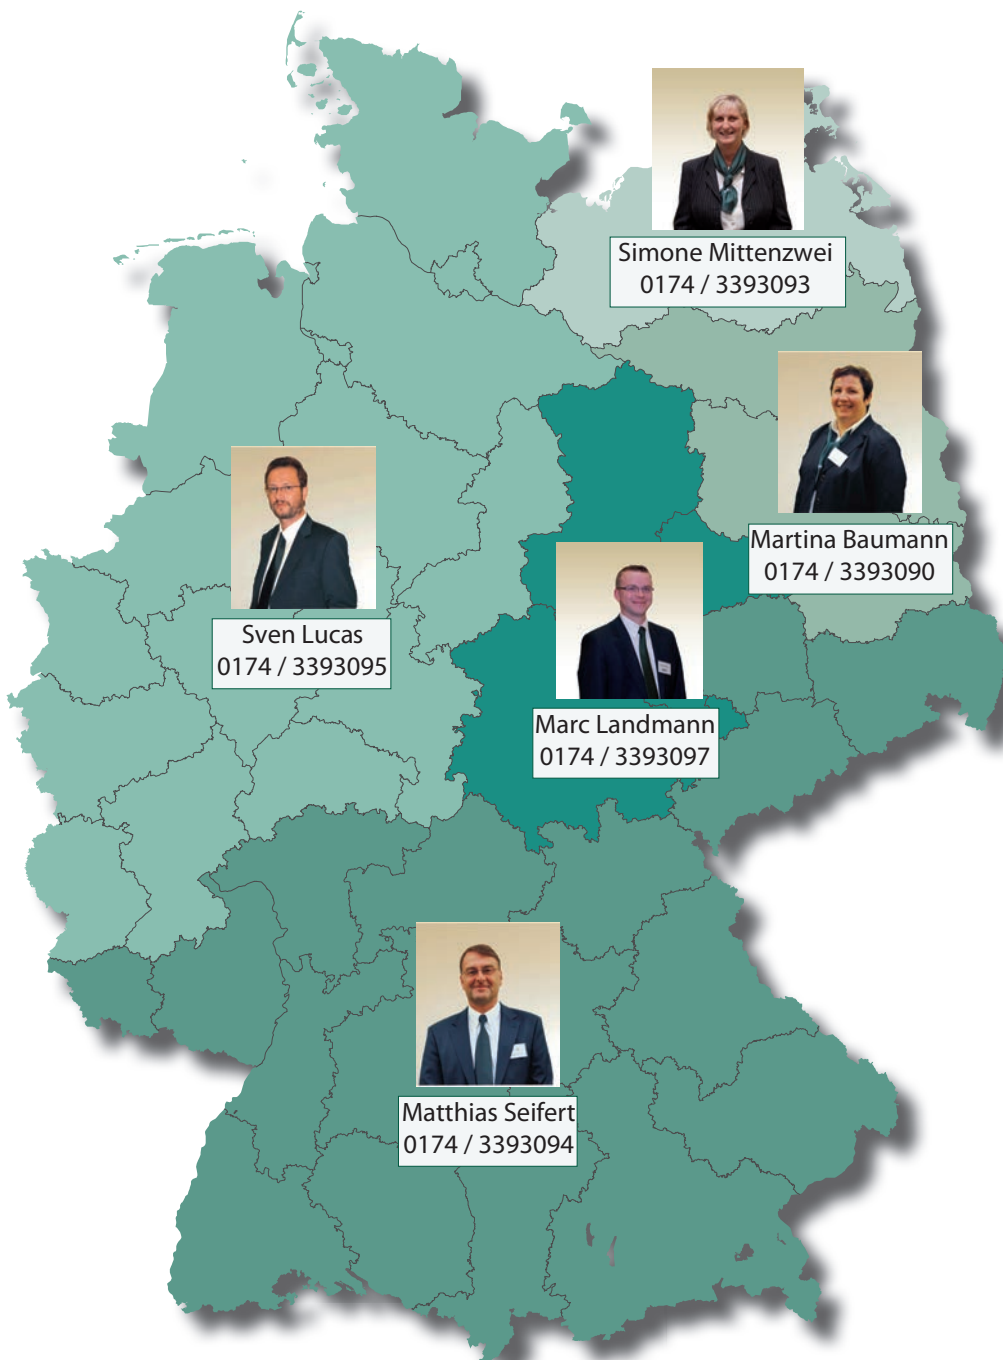 Simone Mittenzwei
0174 / 3393093
Martina Baumann
0174 / 3393090
Sven Lucas
0174 / 3393095
Marc Landmann
0174 / 3393097
Matthias Seifert
0174 / 3393094